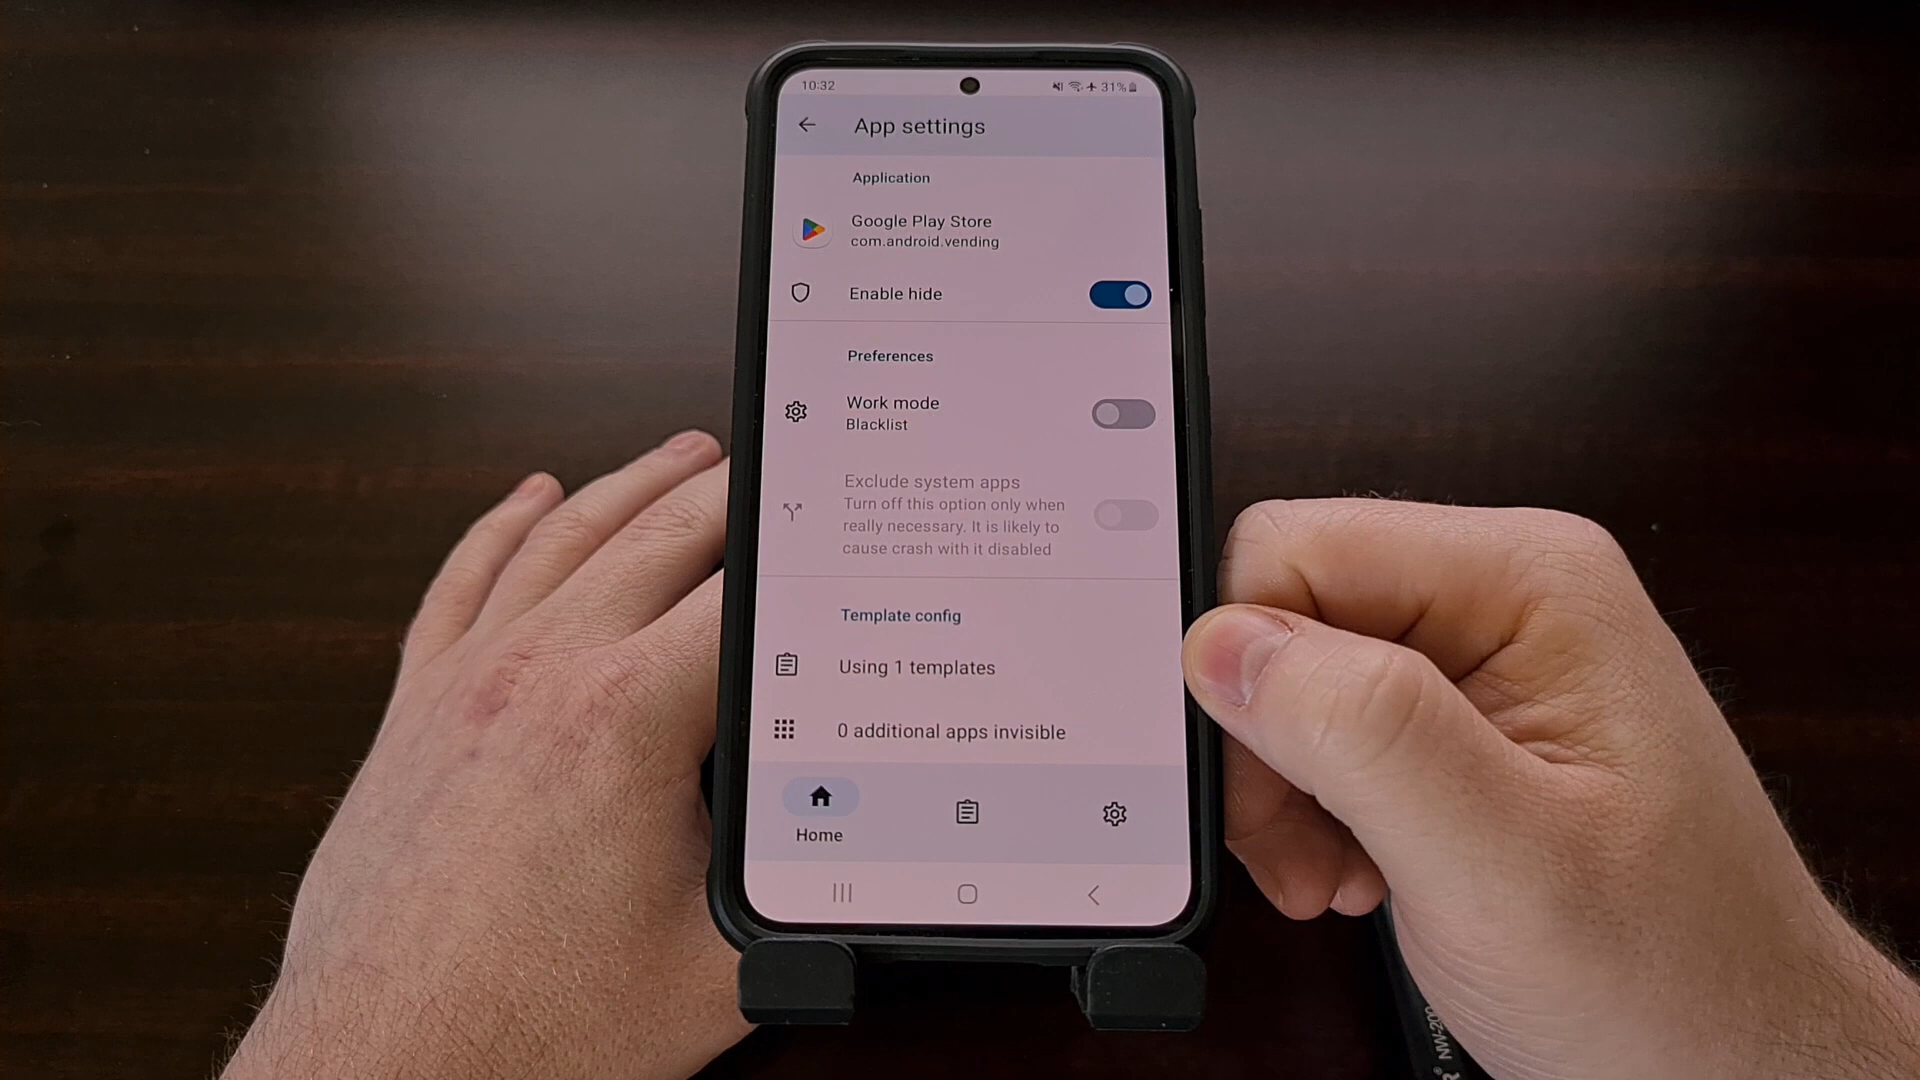 10:32
31%
App settings
Application
Google Play Store
com.android.vending
Enable hide
Preferences
Work mode
Blacklist
Exclude system apps
Turn off this option only when
really necessary. It is likely to
cause crash with it disabled
Template config
Using 1 templates
0 additional apps invisible
Home
NW-200
R®